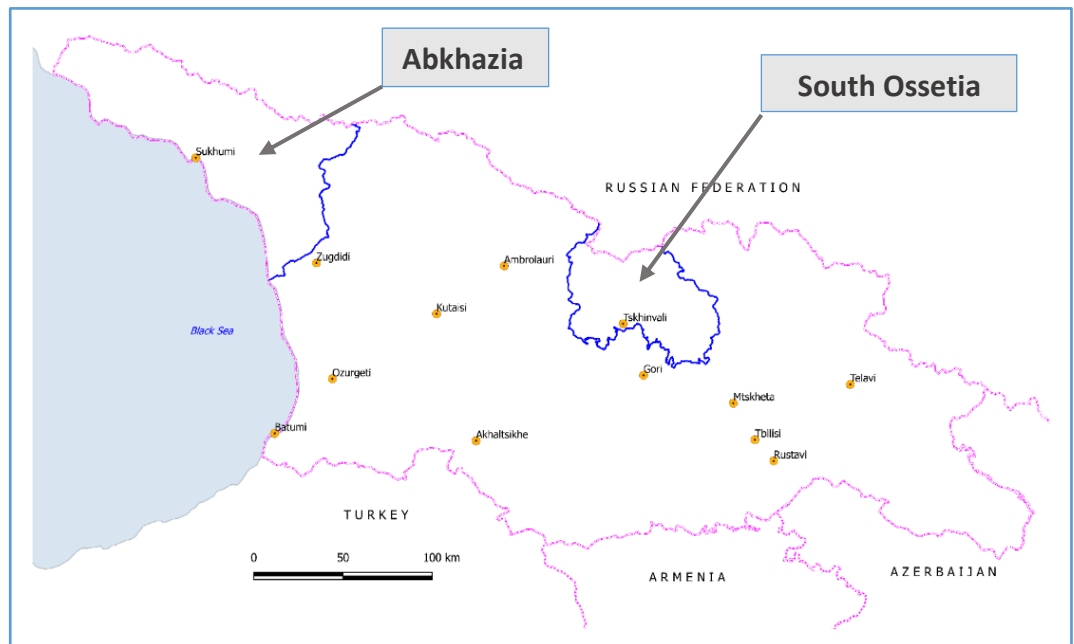 Abkhazia
South Ossetia
Sukhumi
RUSSIAN FEDERATION
Zugdidi
Ambrolauri
Kutaisi
Tskhinvali
Black Sea
Gori
Ozurgeti
Telavi
Mtskheta
Batumi
Akhaltsikhe
Tbilisi
Rustavi
TURKEY
0 50 100 km
ARMENIA
AZERBAIJAN